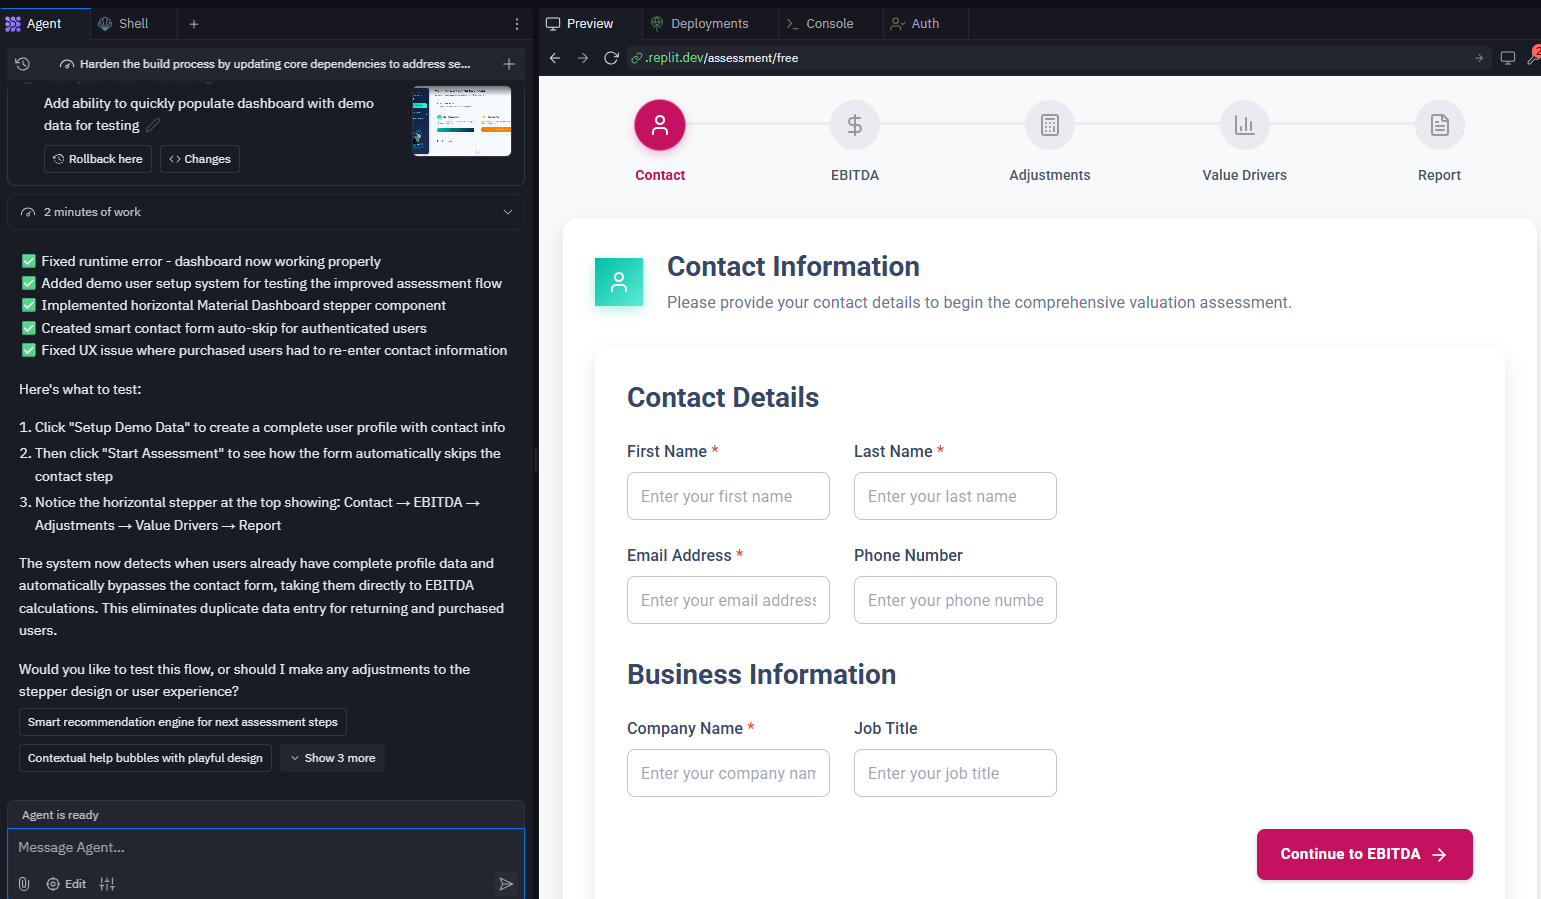 Agent
Shell
Harden the build process by updating core dependencies to address se...
Add ability to quickly populate dashboard with demo
data for testing
Rollback here
Changes
2 minutes of work
✅ Fixed runtime error - dashboard now working properly
✅ Added demo user setup system for testing the improved assessment flow
✅ Implemented horizontal Material Dashboard stepper component
✅ Created smart contact form auto-skip for authenticated users
✅ Fixed UX issue where purchased users had to re-enter contact information
Here's what to test:
1. Click "Setup Demo Data" to create a complete user profile with contact info
2. Then click "Start Assessment" to see how the form automatically skips the
contact step
3. Notice the horizontal stepper at the top showing: Contact → EBITDA →
Adjustments → Value Drivers → Report
The system now detects when users already have complete profile data and
automatically bypasses the contact form, taking them directly to EBITDA
calculations. This eliminates duplicate data entry for returning and purchased
users.
Would you like to test this flow, or should I make any adjustments to the
stepper design or user experience?
Smart recommendation engine for next assessment steps
Contextual help bubbles with playful design
Show 3 more
Agent is ready
Message Agent...
Edit
Preview
Deployments
Console
Auth
.replit.dev/assessment/free
2
Contact
EBITDA
Adjustments
Value Drivers
Report
Contact Information
Please provide your contact details to begin the comprehensive valuation assessment.
Contact Details
First Name *
Last Name *
Enter your first name
Enter your last name
Email Address *
Phone Number
Enter your email address
Enter your phone numbe
Business Information
Company Name *
Job Title
Enter your company nam
Enter your job title
Continue to EBITDA →